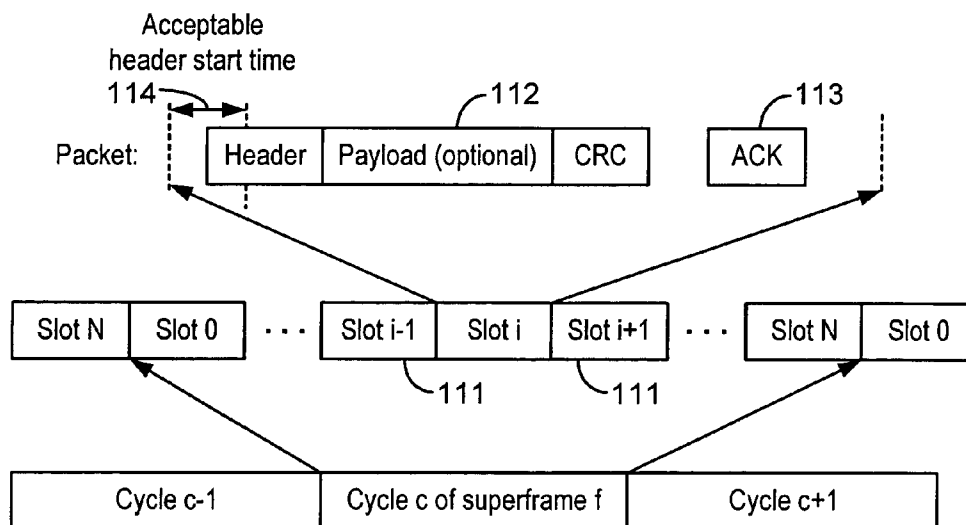 Acceptable
header start time
114
112
113
Packet:
Header
Payload (optional)
CRC
ACK
Slot N
Slot 0
...
Slot i-1
Slot i
Slot i+1
...
Slot N
Slot 0
111
111
Cycle c-1
Cycle c of superframe f
Cycle c+1